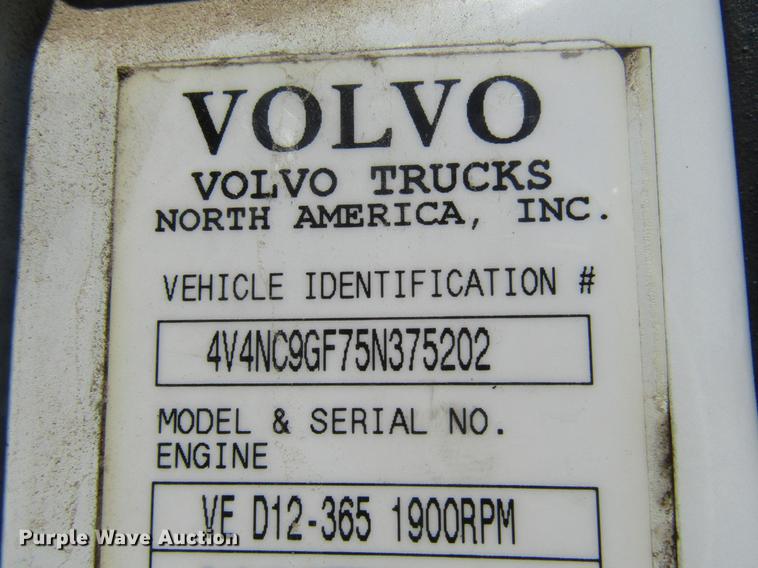 VOLVO
VOLVO TRUCKS
NORTH AMERICA, INC.
VEHICLE IDENTIFICATION #
4V4NC9GF75N375202
MODEL & SERIAL NO.
ENGINE
VE D12-365 1900RPM
Purple Wave Auction